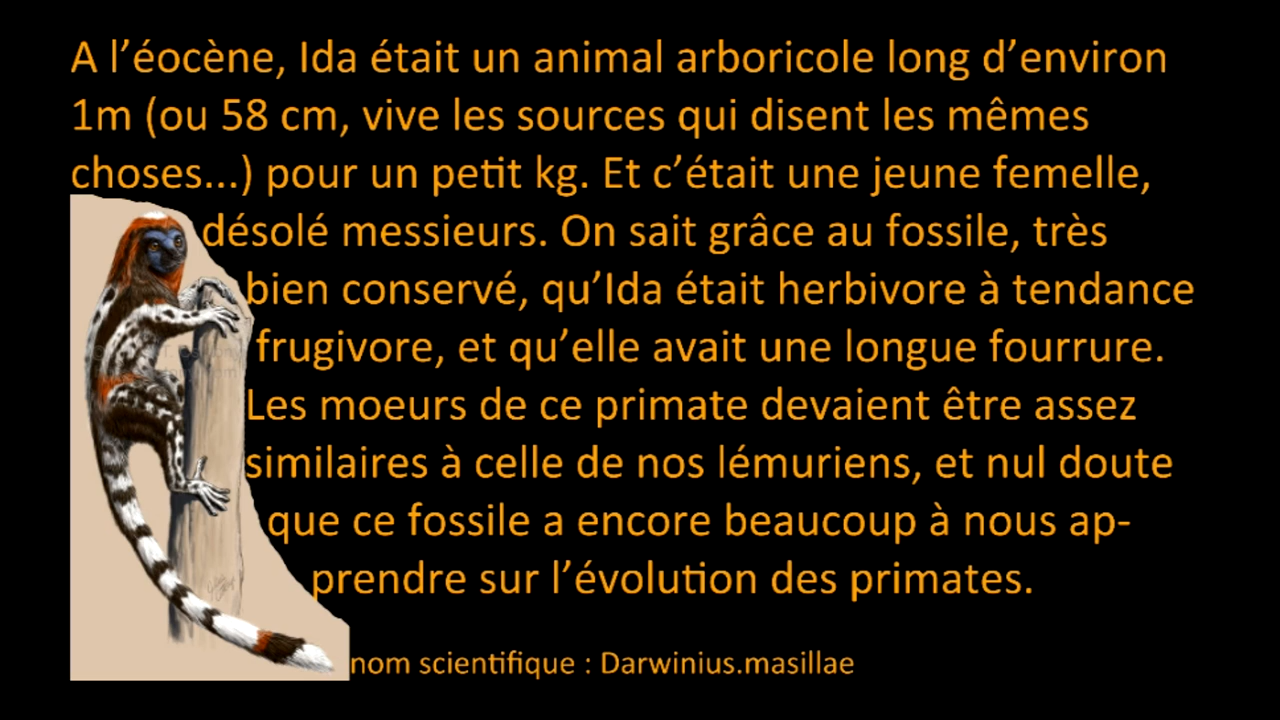 A l’éocène, Ida était un animal arboricole long d’environ
1m (ou 58 cm, vive les sources qui disent les mêmes
choses...) pour un petit kg. Et c’était une jeune femelle,
désolé messieurs. On sait grâce au fossile, très
bien conservé, qu’Ida était herbivore à tendance
frugivore, et qu’elle avait une longue fourrure.
Les moeurs de ce primate devaient être assez
similaires à celle de nos lémuriens, et nul doute
que ce fossile a encore beaucoup à nous ap-
prendre sur l’évolution des primates.
nom scientifique : Darwinius.masillae